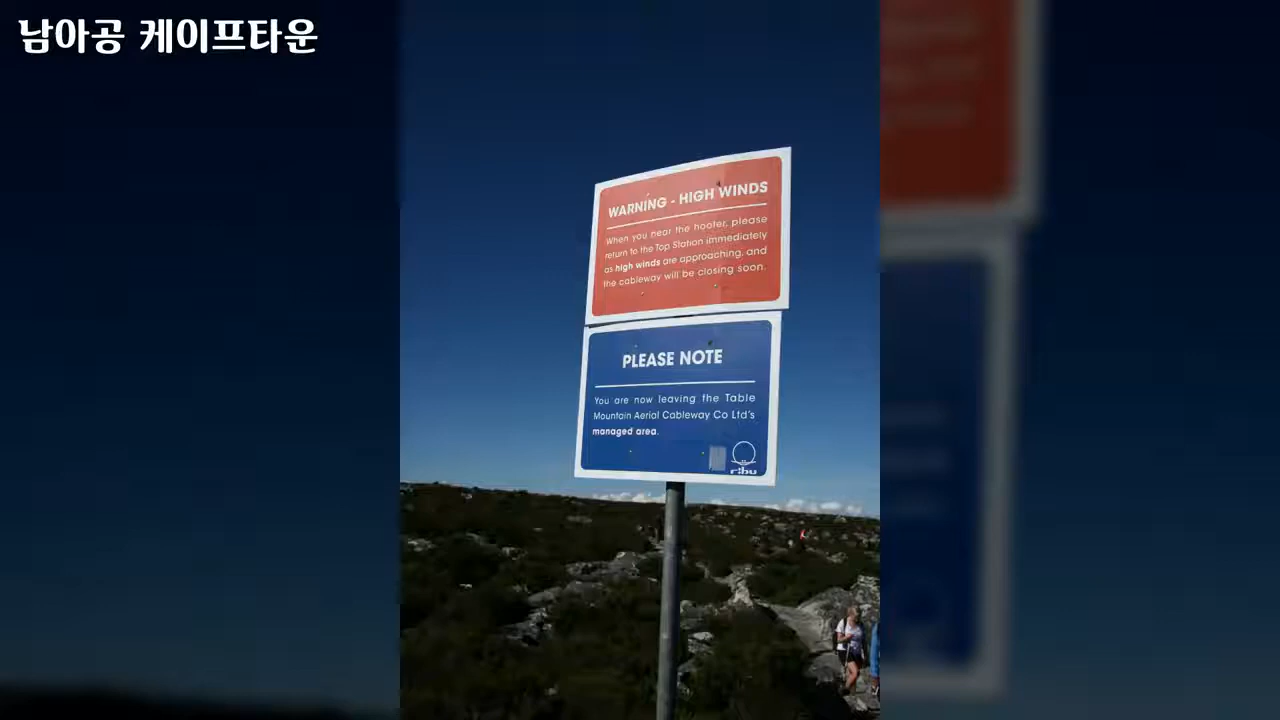 남아공 케이프타운
WARNING - HIGH WINDS
When you hear the hooter, please
return to the Top Station immediately
as high winds are approaching, and
the cableway will be closing soon.
PLEASE NOTE
You are now leaving the Table
Mountain Aerial Cableway Co Ltd's
managed area.